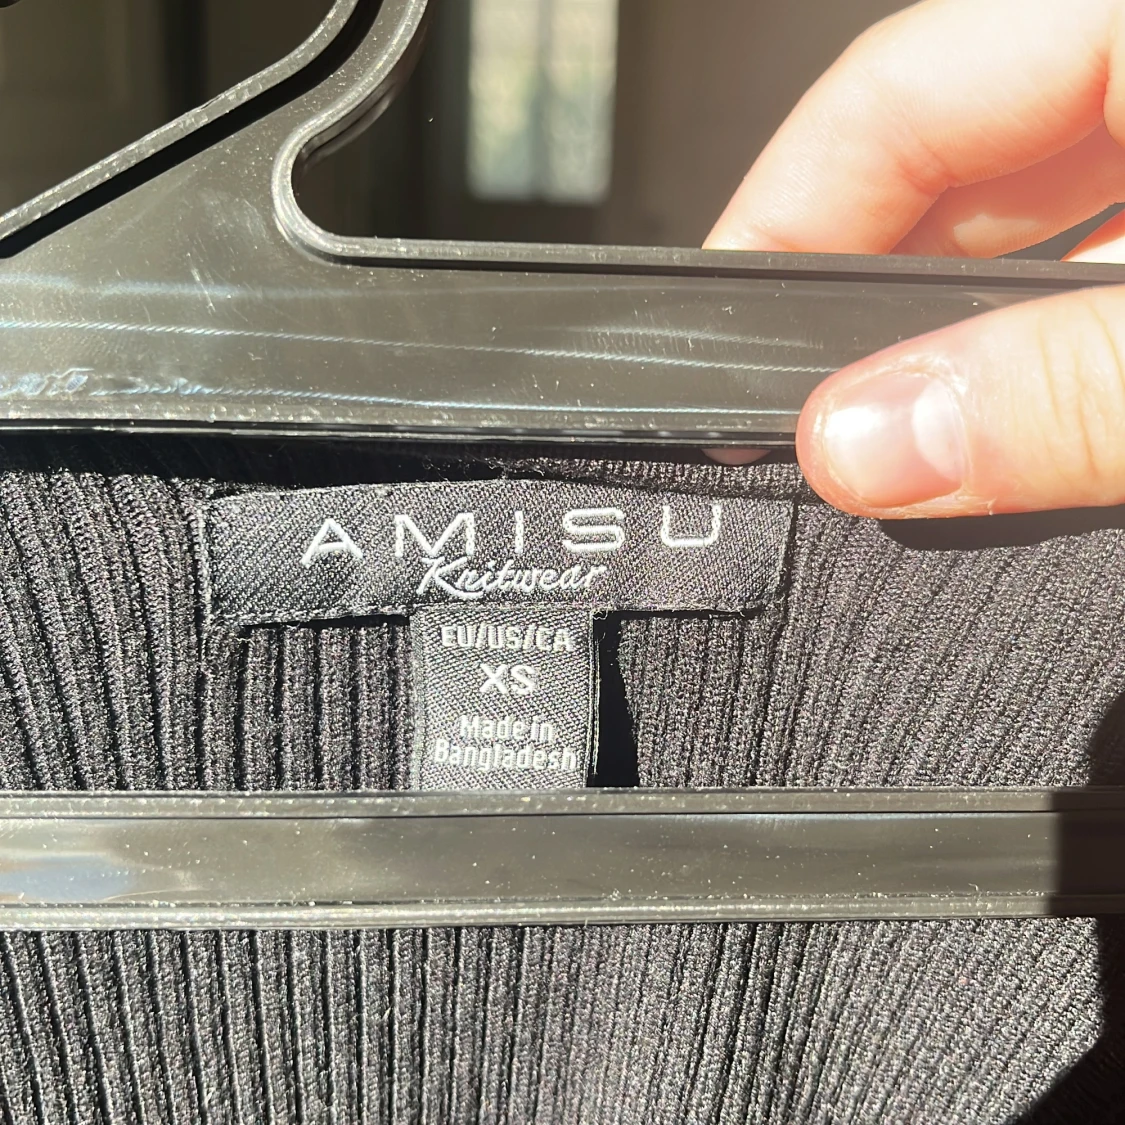 AMISU
Knitwear
EU/US/CA
XS
Made in
Bangladesh